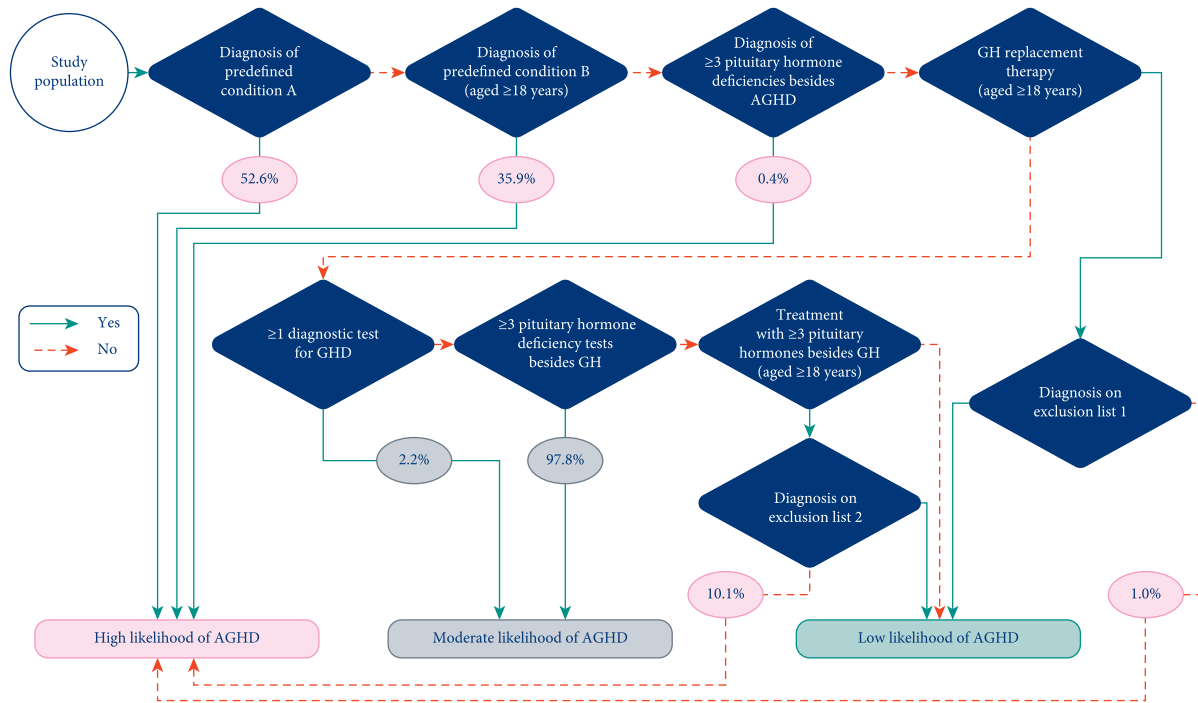 Study
population
Diagnosis of
predefined
condition A
Diagnosis of
predefined condition B
(aged ≥18 years)
Diagnosis of
≥3 pituitary hormone
deficiencies besides
AGHD
GH replacement
therapy
(aged ≥18 years)
52.6%
35.9%
0.4%
Yes
No
≥1 diagnostic test
for GHD
≥3 pituitary hormone
deficiency tests
besides GH
Treatment
with ≥3 pituitary
hormones besides GH
(aged ≥18 years)
Diagnosis on
exclusion list 1
2.2%
97.8%
Diagnosis on
exclusion list 2
10.1%
1.0%
High likelihood of AGHD
Moderate likelihood of AGHD
Low likelihood of AGHD